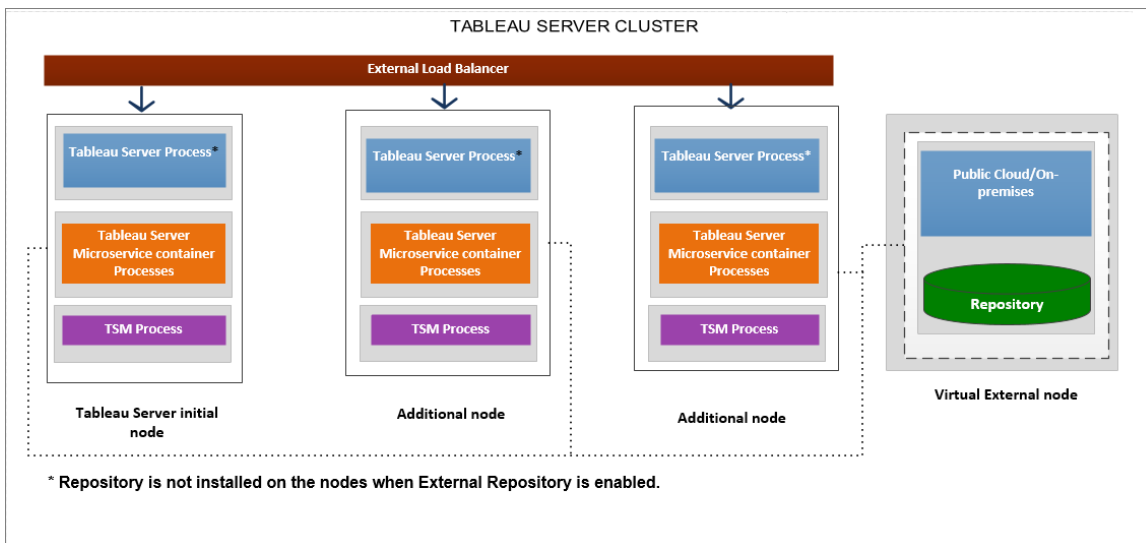 TABLEAU SERVER CLUSTER
External Load Balancer
Tableau Server Process*
Tableau Server
Microservice container
Processes
TSM Process
Tableau Server initial
node
Tableau Server Process*
Tableau Server
Microservice container
Processes
TSM Process
Additional node
Tableau Server Process*
Tableau Server
Microservice container
Processes
TSM Process
Additional node
Public Cloud/On-
premises
Repository
Virtual External node
* Repository is not installed on the nodes when External Repository is enabled.